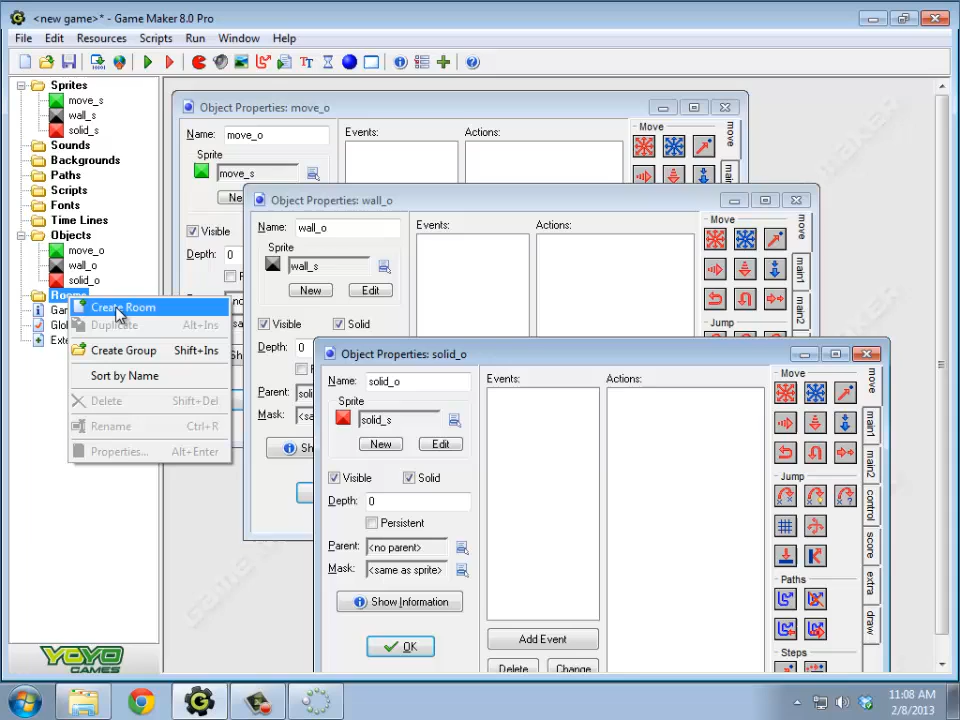 <new game>* - Game Maker 8.0 Pro
File Edit Resources Scripts Run Window Help
Sprites
move_s
wall_s
solid_s
Sounds
Backgrounds
Paths
Scripts
Fonts
Time Lines
Objects
move_o
wall_o
solid_o
Rooms
Create Room
Duplicate Alt+Ins
Create Group Shift+Ins
Sort by Name
Delete Shift+Del
Rename Ctrl+R
Properties... Alt+Enter
Object Properties: move_o
Name: move_o
Sprite
move_s
Visible
Depth: 0
Events:
Actions:
Move
move
Object Properties: wall_o
Name: wall_o
Sprite
wall_s
New Edit
Visible Solid
Depth: 0
Parent:
Mask:
Events:
Actions:
Move
Jump
move
main1
main2
Object Properties: solid_o
Name: solid_o
Sprite
solid_s
New Edit
Visible Solid
Depth: 0
Persistent
Parent: <no parent>
Mask: <same as sprite>
Show Information
OK
Events:
Actions:
Add Event
Delete Change
Move
Jump
Paths
Steps
move
main1
main2
control
score
extra
draw
YOYO
GAMES
11:08 AM
2/8/2013